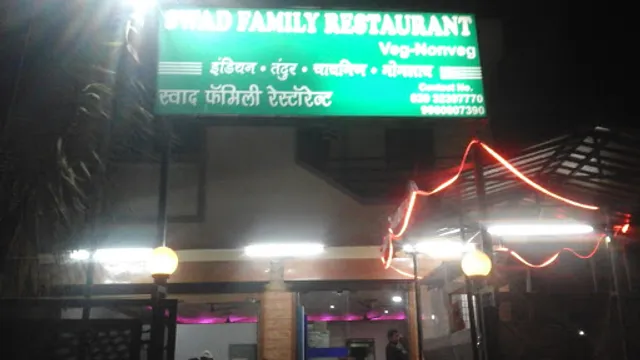 SWAD FAMILY RESTAURANT
Veg-Nonveg
इंडियन • तंदुर • चायनिज • मोगलाय
स्वाद फॅमिली रेस्टॉरेन्ट
Contact No.